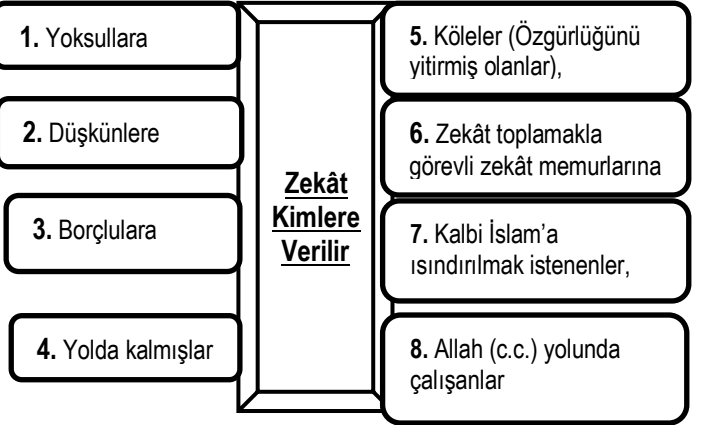 1. Yoksullara
2. Düşkünlere
3. Borçlulara
4. Yolda kalmışlar
Zekât
Kimlere
Verilir
5. Köleler (Özgürlüğünü
yitirmiş olanlar),
6. Zekât toplamakla
görevli zekât memurlarına
7. Kalbi İslam’a
ısındırılmak istenenler,
8. Allah (c.c.) yolunda
çalışanlar